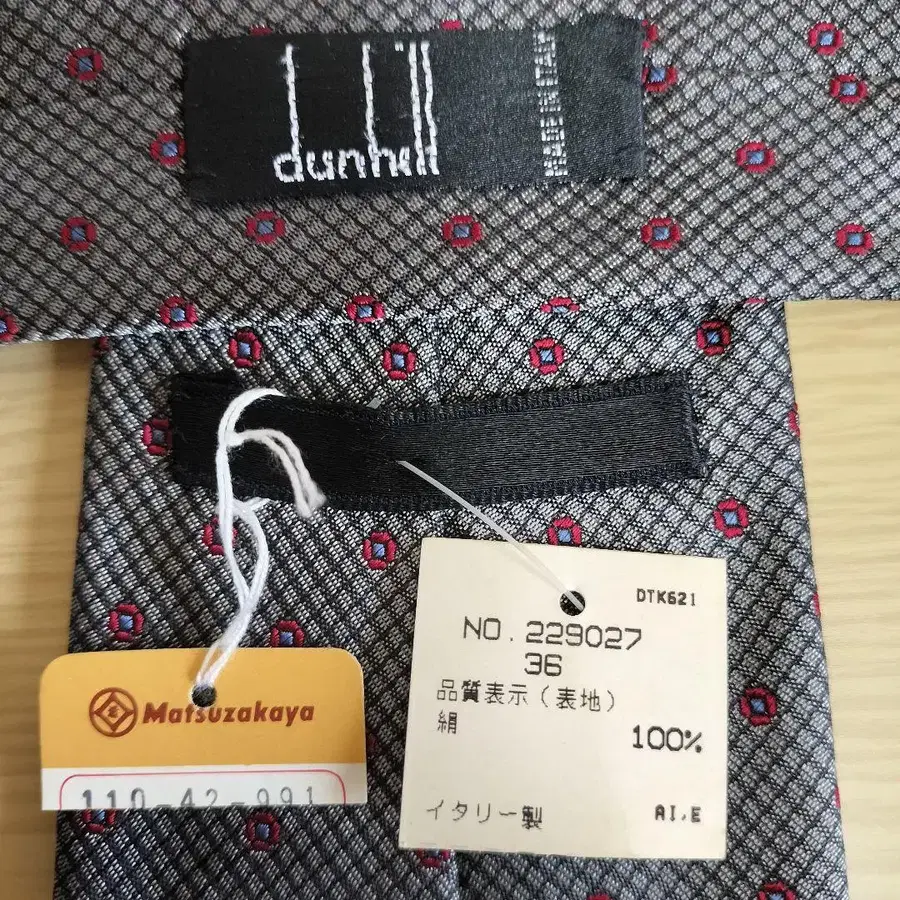 dunhill
MADE IN ITALY
Matsuzakaya
110-42-991
DTK621
NO. 229027
36
品質表示(表地)
絹
100%
イタリー製
AI.E